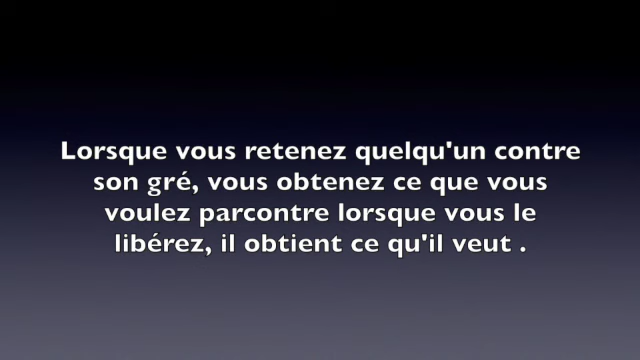 Lorsque vous retenez quelqu'un contre
son gré, vous obtenez ce que vous
voulez parcontre lorsque vous le
libérez, il obtient ce qu'il veut .